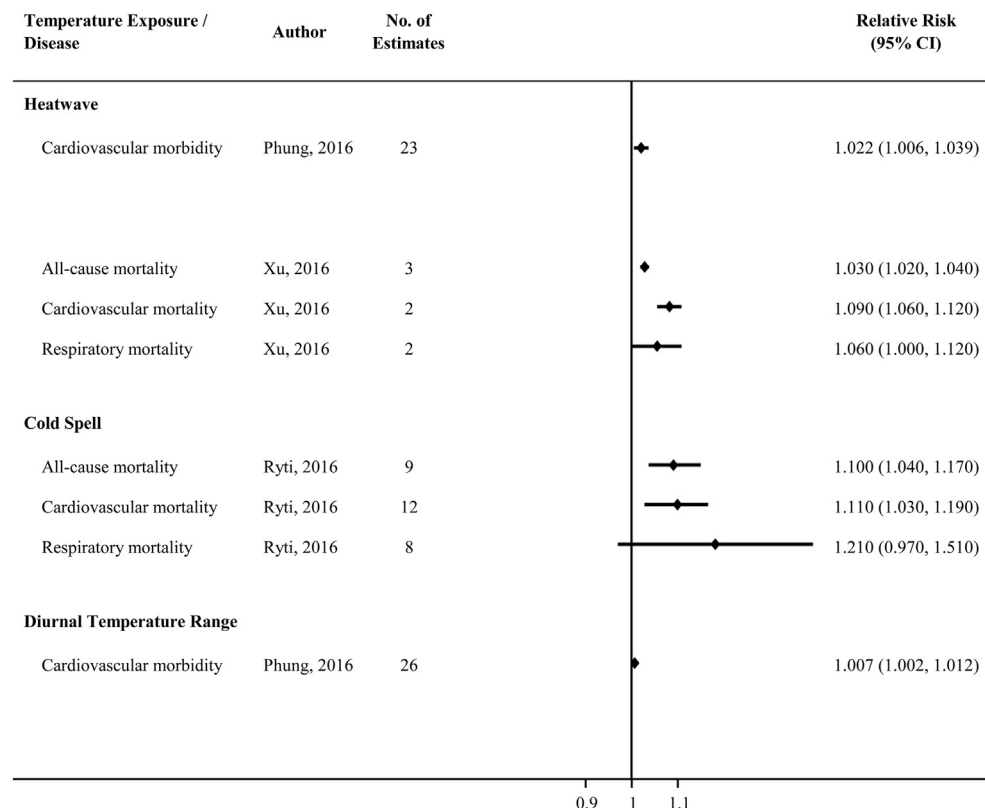 Temperature Exposure / Disease Author No. of Estimates Relative Risk (95% CI)
Heatwave
Cardiovascular morbidity Phung, 2016 23 1.022 (1.006, 1.039)
All-cause mortality Xu, 2016 3 1.030 (1.020, 1.040)
Cardiovascular mortality Xu, 2016 2 1.090 (1.060, 1.120)
Respiratory mortality Xu, 2016 2 1.060 (1.000, 1.120)
Cold Spell
All-cause mortality Ryti, 2016 9 1.100 (1.040, 1.170)
Cardiovascular mortality Ryti, 2016 12 1.110 (1.030, 1.190)
Respiratory mortality Ryti, 2016 8 1.210 (0.970, 1.510)
Diurnal Temperature Range
Cardiovascular morbidity Phung, 2016 26 1.007 (1.002, 1.012)
0.9 1 1.1